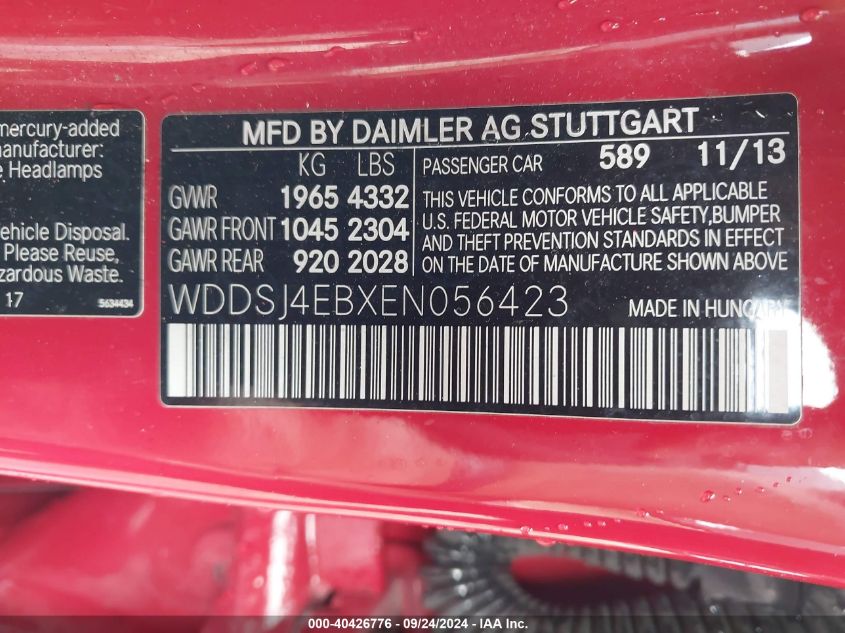 mercury-added
manufacturer:
Headlamps
Vehicle Disposal.
Please Reuse,
Hazardous Waste.
17
5634434
MFD BY DAIMLER AG STUTTGART
KG LBS
GVWR 1965 4332
GAWR FRONT 1045 2304
GAWR REAR 920 2028
PASSENGER CAR 589 11/13
THIS VEHICLE CONFORMS TO ALL APPLICABLE
U.S. FEDERAL MOTOR VEHICLE SAFETY,BUMPER
AND THEFT PREVENTION STANDARDS IN EFFECT
ON THE DATE OF MANUFACTURE SHOWN ABOVE
WDDSJ4EBXEN056423
MADE IN HUNGARY
000-40426776 - 09/24/2024 - IAA, Inc.